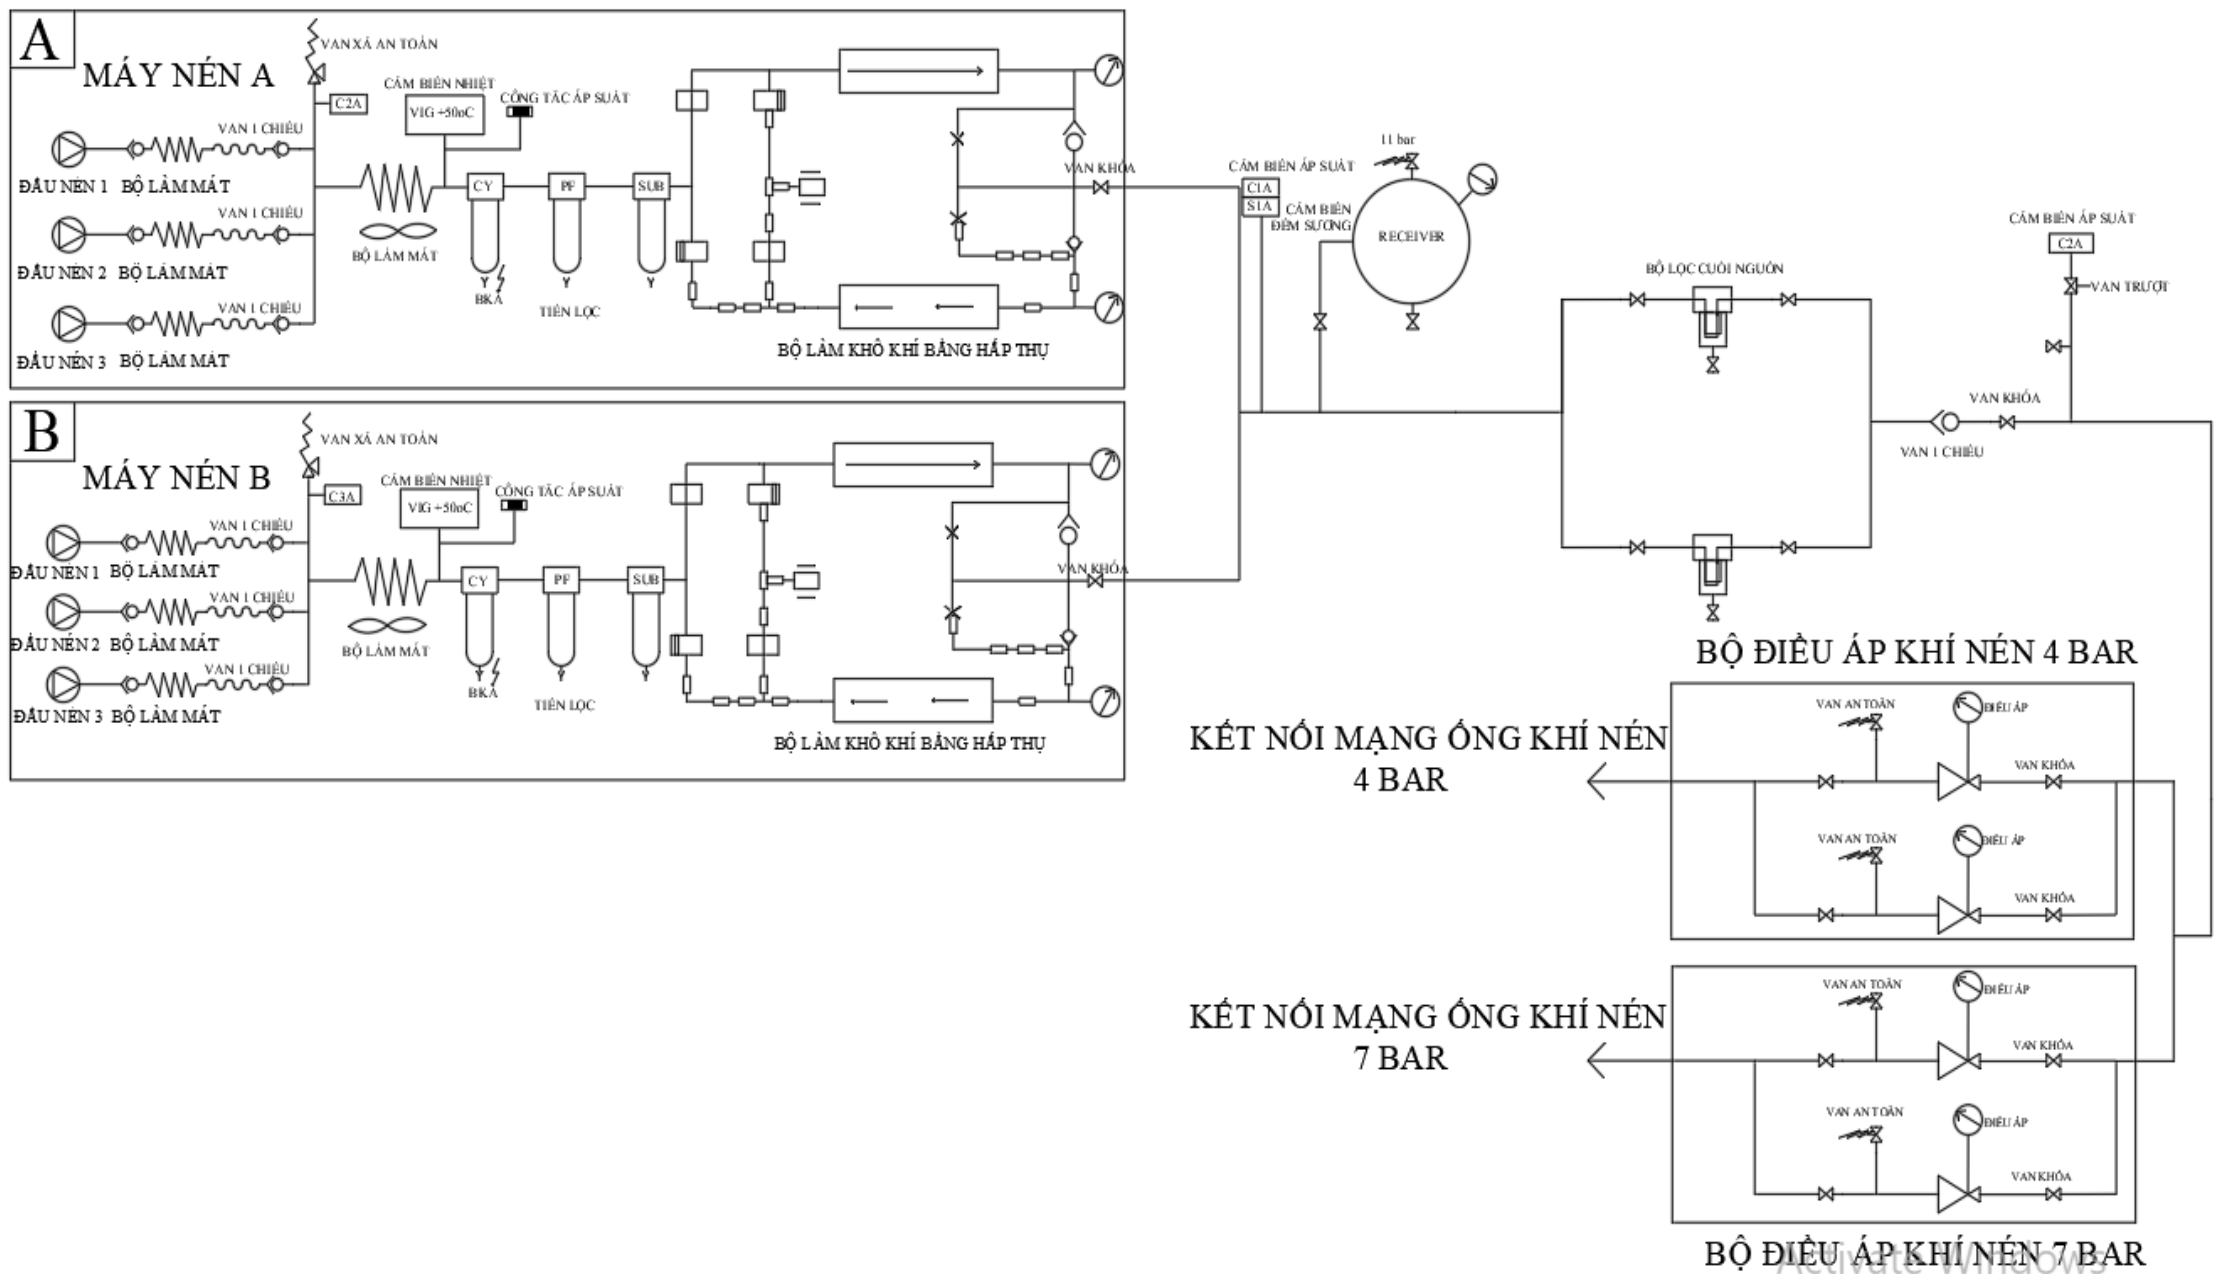 A
MÁY NÉN A
VAN XẢ AN TOÀN
C2A
CẢM BIẾN NHIỆT
VIG +50oC
CÔNG TẮC ÁP SUẤT
VAN 1 CHIỀU
ĐẦU NÉN 1 BỘ LÀM MÁT
VAN 1 CHIỀU
ĐẦU NÉN 2 BỘ LÀM MÁT
VAN 1 CHIỀU
ĐẦU NÉN 3 BỘ LÀM MÁT
BỘ LÀM MÁT
CY
PF
SUB
BKA
TIỀN LỌC
VAN KHÓA
BỘ LÀM KHÔ KHÍ BẰNG HẤP THỤ
B
MÁY NÉN B
VAN XẢ AN TOÀN
C3A
CẢM BIẾN NHIỆT
VIG +50oC
CÔNG TẮC ÁP SUẤT
VAN 1 CHIỀU
ĐẦU NÉN 1 BỘ LÀM MÁT
VAN 1 CHIỀU
ĐẦU NÉN 2 BỘ LÀM MÁT
VAN 1 CHIỀU
ĐẦU NÉN 3 BỘ LÀM MÁT
BỘ LÀM MÁT
CY
PF
SUB
BKA
TIỀN LỌC
VAN KHÓA
BỘ LÀM KHÔ KHÍ BẰNG HẤP THỤ
11 bar
CẢM BIẾN ÁP SUẤT
C1A
S1A
CẢM BIẾN
ĐẾM SƯƠNG
RECEIVER
BỘ LỌC CUỐI NGUỒN
CẢM BIẾN ÁP SUẤT
C2A
VAN TRƯỢT
VAN KHÓA
VAN 1 CHIỀU
BỘ ĐIỀU ÁP KHÍ NÉN 4 BAR
VAN AN TOÀN
ĐIỀU ÁP
VAN KHÓA
KẾT NỐI MẠNG ỐNG KHÍ NÉN
4 BAR
VAN AN TOÀN
ĐIỀU ÁP
VAN KHÓA
VAN AN TOÀN
ĐIỀU ÁP
VAN KHÓA
KẾT NỐI MẠNG ỐNG KHÍ NÉN
7 BAR
VAN AN TOÀN
ĐIỀU ÁP
VAN KHÓA
BỘ ĐIỀU ÁP KHÍ NÉN 7 BAR
Activate Windows